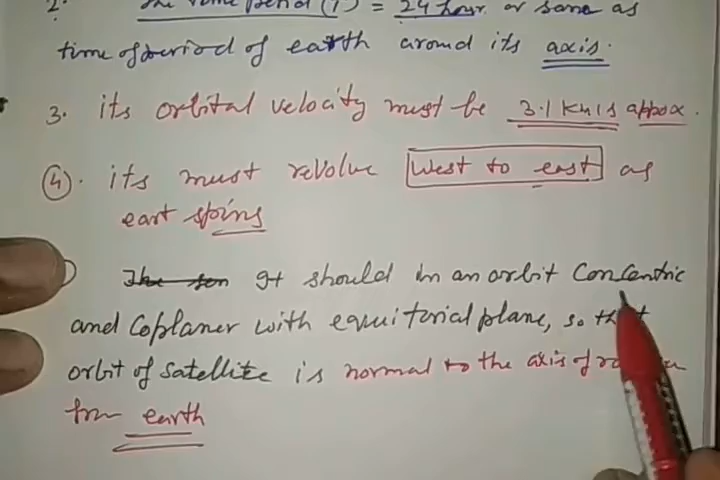 2. The time period (T) = 24 hour or same as
time of period of earth around its axis.
3. its orbital velocity must be 3.1 km/s appox.
(4). its must revolve West to east as
eart spins
It should in an orbit Concentric
and Coplaner with equitorial plane, so that
orbit of satellite is normal to the axis of
earth